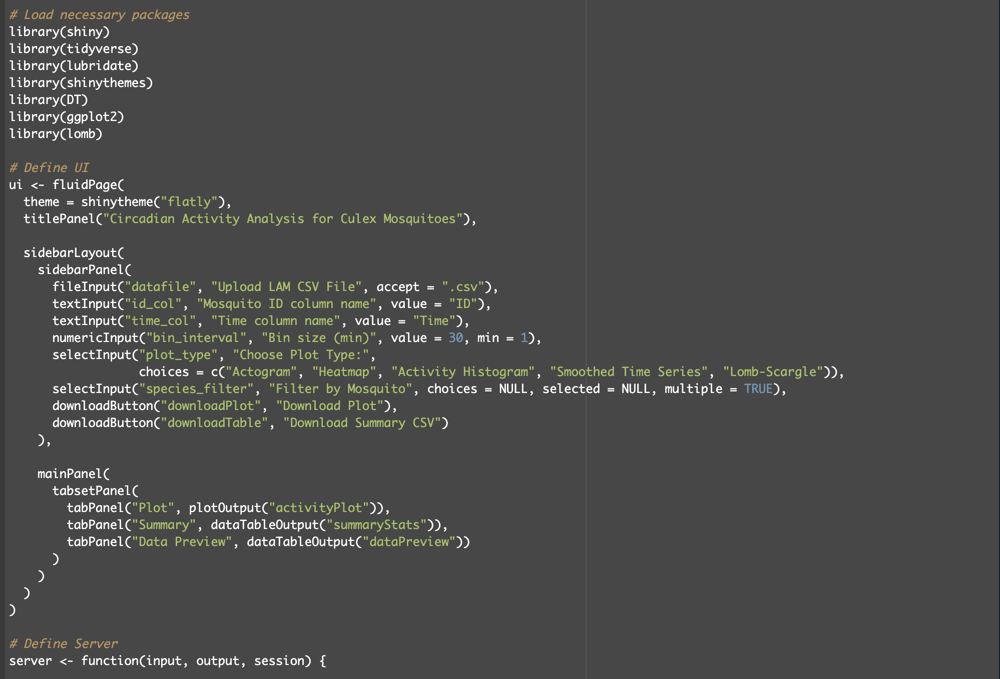 # Load necessary packages
library(shiny)
library(tidyverse)
library(lubridate)
library(shinythemes)
library(DT)
library(ggplot2)
library(lomb)

# Define UI
ui <- fluidPage(
  theme = shinytheme("flatly"),
  titlePanel("Circadian Activity Analysis for Culex Mosquitoes"),

  sidebarLayout(
    sidebarPanel(
      fileInput("datafile", "Upload LAM CSV File", accept = ".csv"),
      textInput("id_col", "Mosquito ID column name", value = "ID"),
      textInput("time_col", "Time column name", value = "Time"),
      numericInput("bin_interval", "Bin size (min)", value = 30, min = 1),
      selectInput("plot_type", "Choose Plot Type:",
                  choices = c("Actogram", "Heatmap", "Activity Histogram", "Smoothed Time Series", "Lomb-Scargle")),
      selectInput("species_filter", "Filter by Mosquito", choices = NULL, selected = NULL, multiple = TRUE),
      downloadButton("downloadPlot", "Download Plot"),
      downloadButton("downloadTable", "Download Summary CSV")
    ),

    mainPanel(
      tabsetPanel(
        tabPanel("Plot", plotOutput("activityPlot")),
        tabPanel("Summary", dataTableOutput("summaryStats")),
        tabPanel("Data Preview", dataTableOutput("dataPreview"))
      )
    )
  )
)

# Define Server
server <- function(input, output, session) {